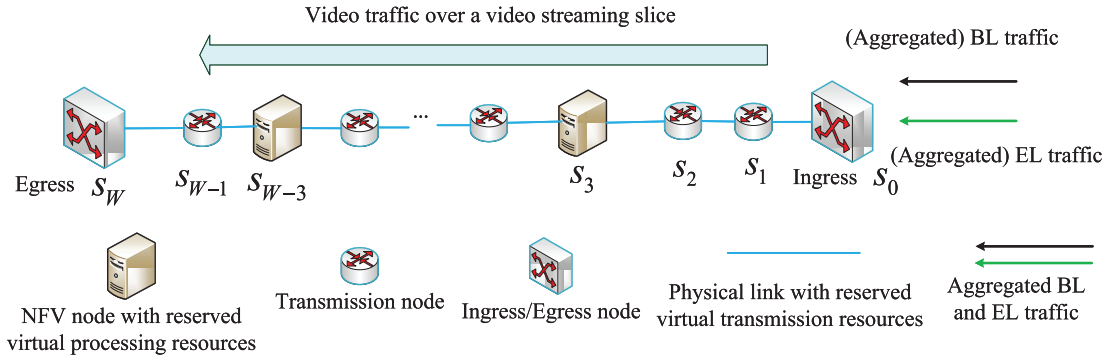 Video traffic over a video streaming slice
(Aggregated) BL traffic
...
(Aggregated) EL traffic
Egress S_W
S_{W-1}
S_{W-3}
S_3
S_2
S_1
Ingress S_0
NFV node with reserved
virtual processing resources
Transmission node
Ingress/Egress node
Physical link with reserved
virtual transmission resources
Aggregated BL
and EL traffic